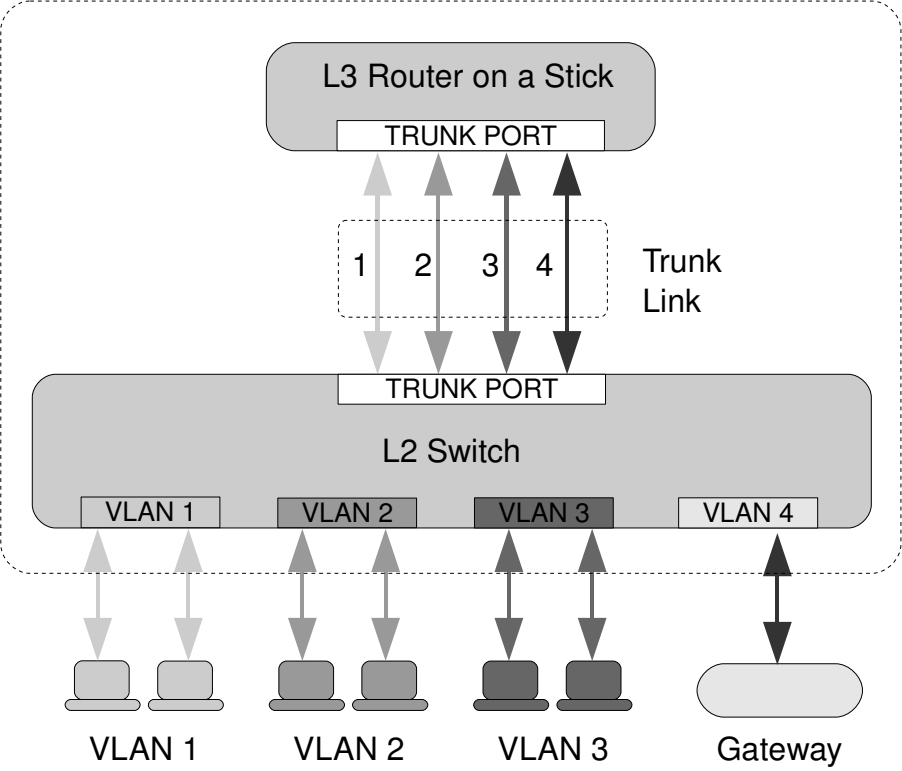 L3 Router on a Stick
TRUNK PORT
1 2 3 4
Trunk
Link
TRUNK PORT
L2 Switch
VLAN 1 VLAN 2 VLAN 3 VLAN 4
VLAN 1 VLAN 2 VLAN 3 Gateway